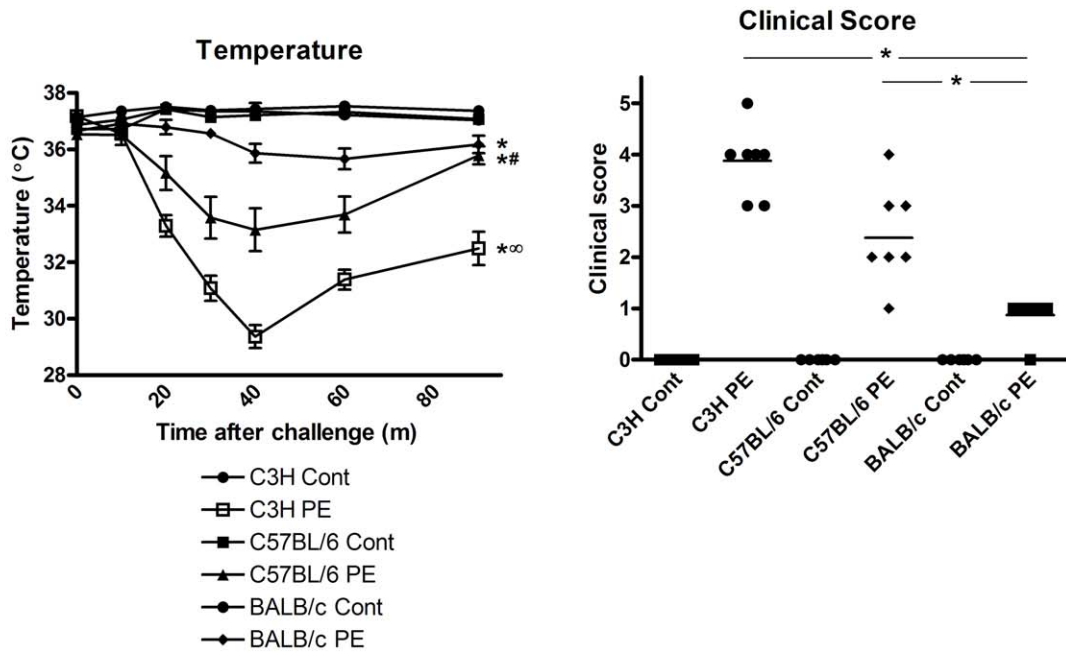 Temperature
38
36
34
32
30
28
Temperature (°C)
*
*#
*∞
0
20
40
60
80
Time after challenge (m)
C3H Cont
C3H PE
C57BL/6 Cont
C57BL/6 PE
BALB/c Cont
BALB/c PE
Clinical Score
*
*
5
4
3
2
1
0
Clinical score
C3H Cont
C3H PE
C57BL/6 Cont
C57BL/6 PE
BALB/c Cont
BALB/c PE